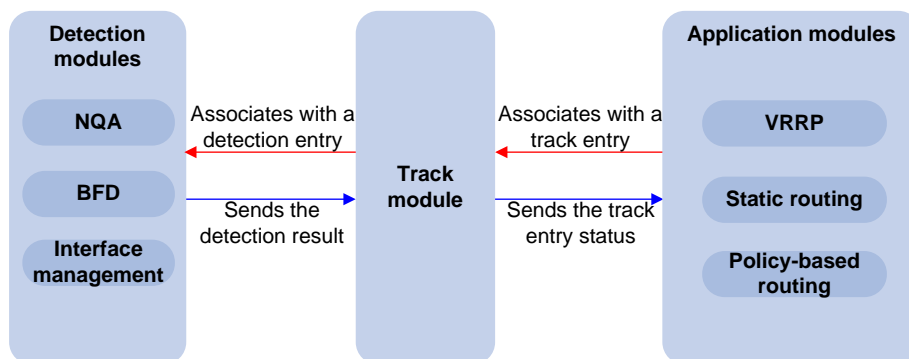 Detection
modules
NQA
BFD
Interface
management
Associates with a
detection entry
Sends the
detection result
Track
module
Associates with a
track entry
Sends the track
entry status
Application modules
VRRP
Static routing
Policy-based
routing